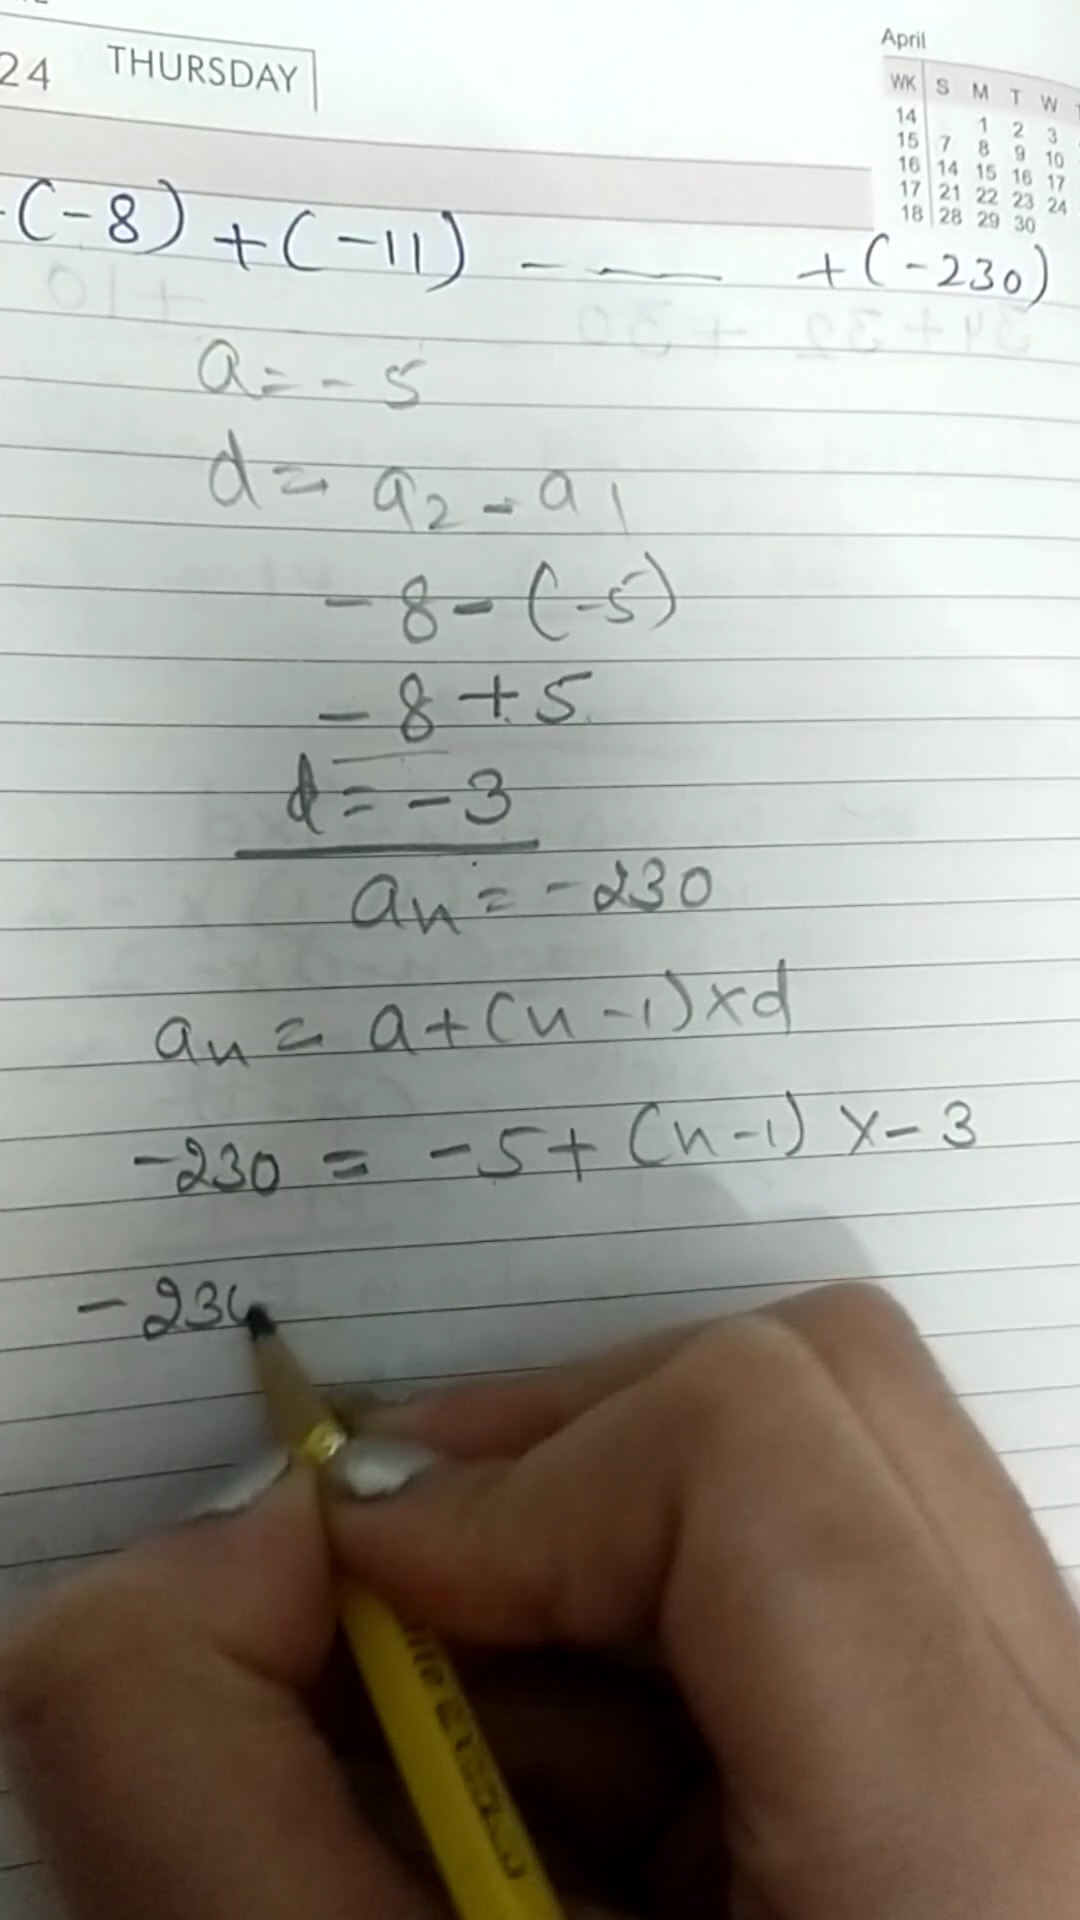 24 THURSDAY
April
WK S M T W
14 1 2 3
15 7 8 9 10
16 14 15 16 17
17 21 22 23 24
18 28 29 30
(-8) + (-11) - — + (-230)
a = - 5
d = a2 - a1
- 8 - (-5)
- 8 + 5
d = - 3
an = -230
an = a + (n - 1) x d
-230 = -5 + (n - 1) x - 3
- 230